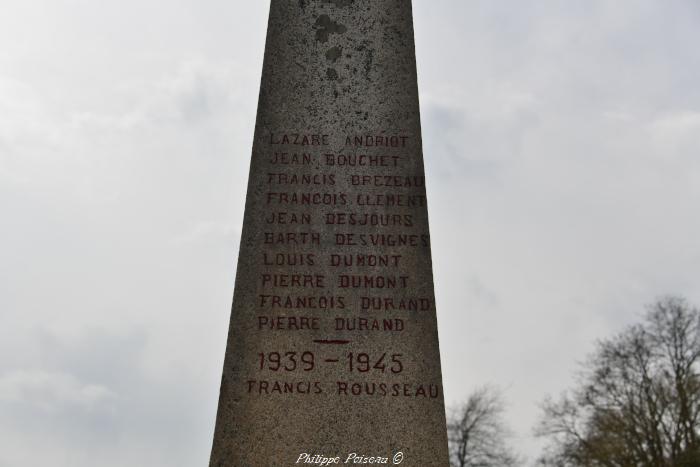 LAZARE ANDRIOT
JEAN BOUCHET
FRANCIS BREZEAU
FRANCOIS CLEMENT
JEAN DESJOURS
BARTH DESVIGNES
LOUIS DUMONT
PIERRE DUMONT
FRANCOIS DURAND
PIERRE DURAND
1939 - 1945
FRANCIS ROUSSEAU
Philippe Peiseau ©